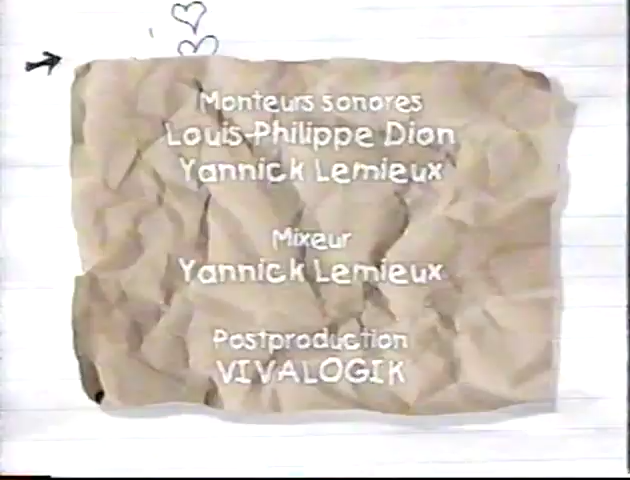 Monteurs sonores
Louis-Philippe Dion
Yannick Lemieux
Mixeur
Yannick Lemieux
Postproduction
VIVALOGIK